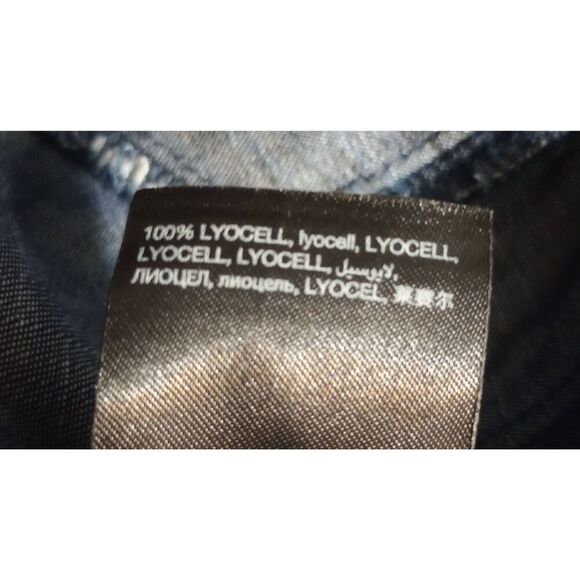 100% LYOCELL, lyocell, LYOCELL,
LYOCELL, LYOCELL, لايوسيل,
ЛИОЦЕЛ, лиоцель, LYOCEL, 莱赛尔